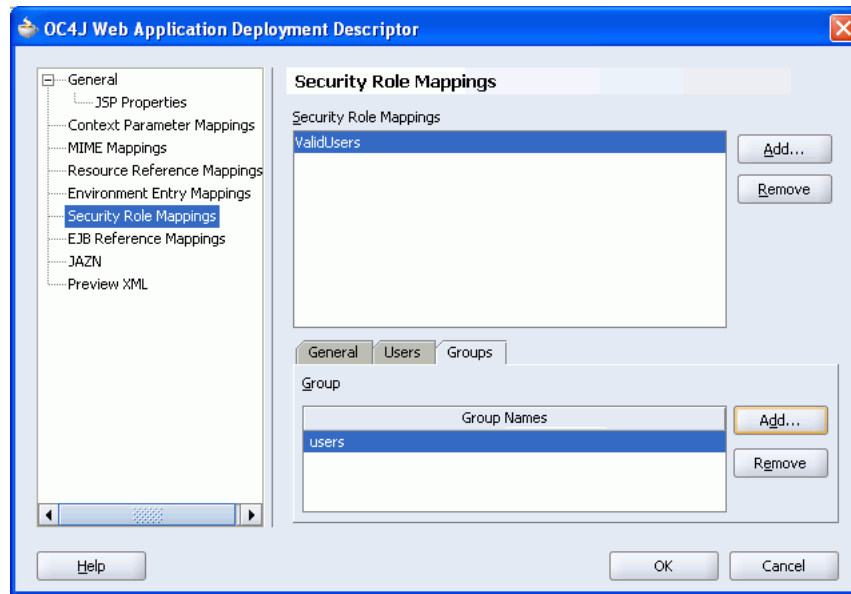 OC4J Web Application Deployment Descriptor
General
JSP Properties
Context Parameter Mappings
MIME Mappings
Resource Reference Mappings
Environment Entry Mappings
Security Role Mappings
EJB Reference Mappings
JAZN
Preview XML
Security Role Mappings
Security Role Mappings
ValidUsers
Add...
Remove
General Users Groups
Group
Group Names
users
Add...
Remove
Help
OK
Cancel